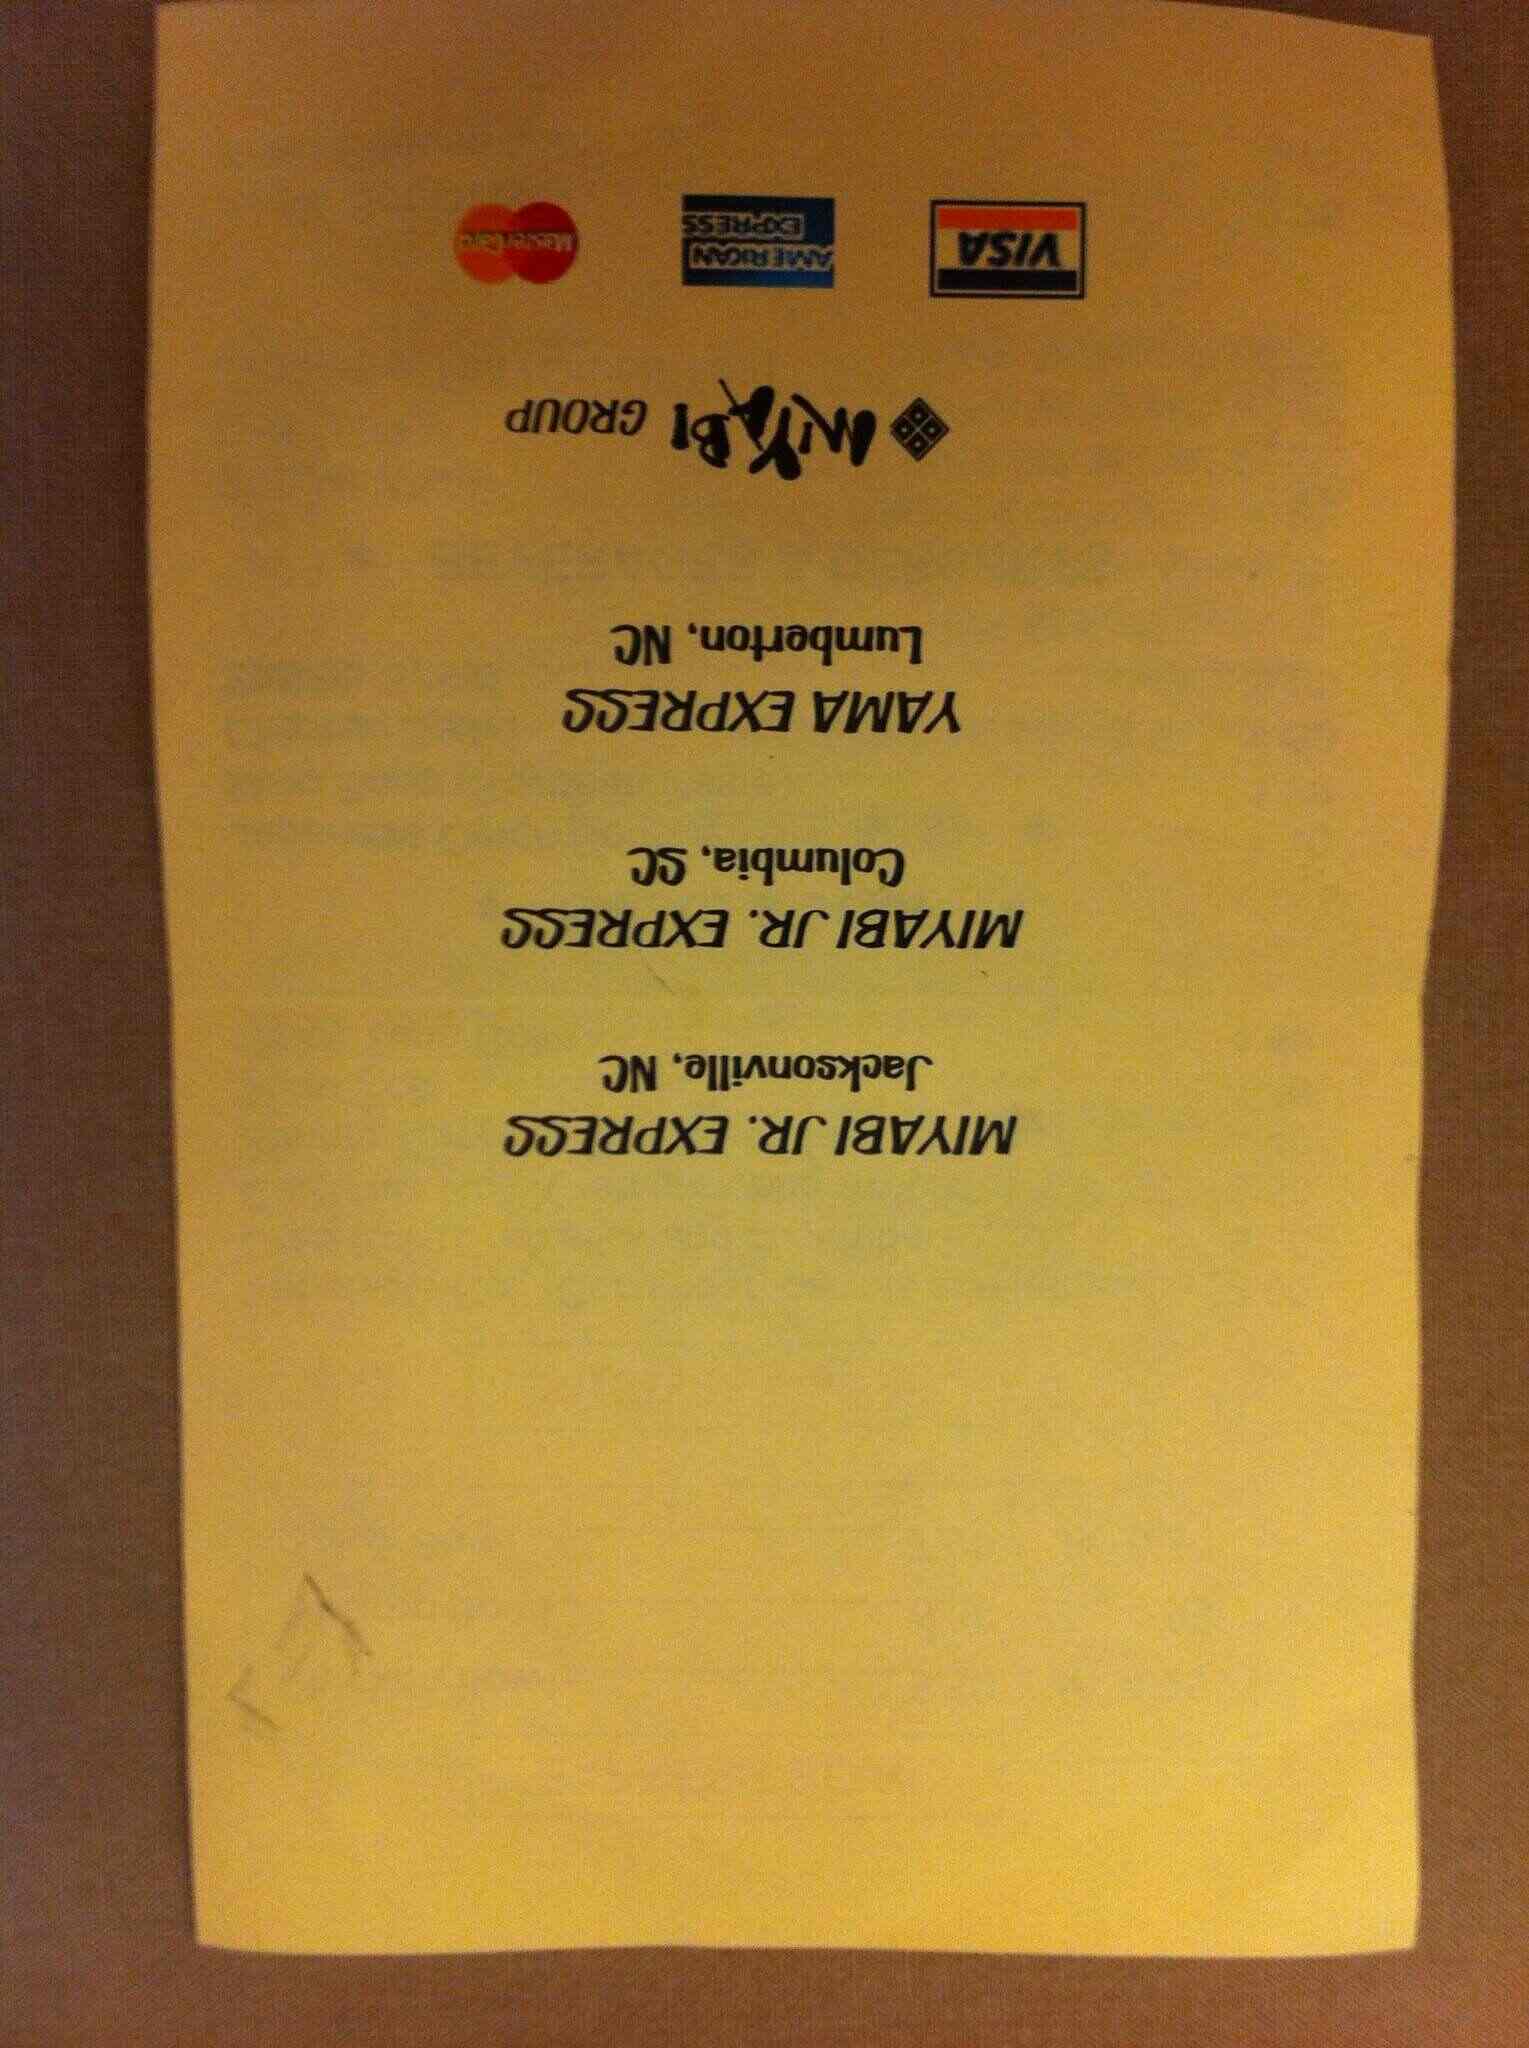 MIYABI JR. EXPRESS
Jacksonville, NC
MIYABI JR. EXPRESS
Columbia, SC
YAMA EXPRESS
Lumberton, NC
MIYABI GROUP
VISA AMERICAN EXPRESS MasterCard